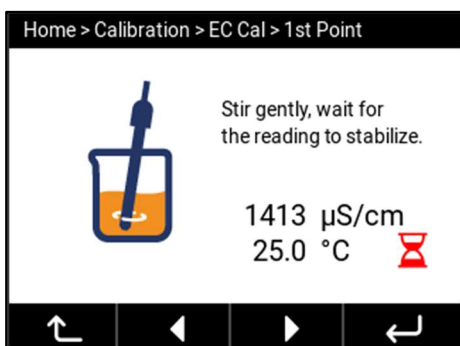 Home > Calibration > EC Cal > 1st Point
Stir gently, wait for
the reading to stabilize.
1413 µS/cm
25.0 °C